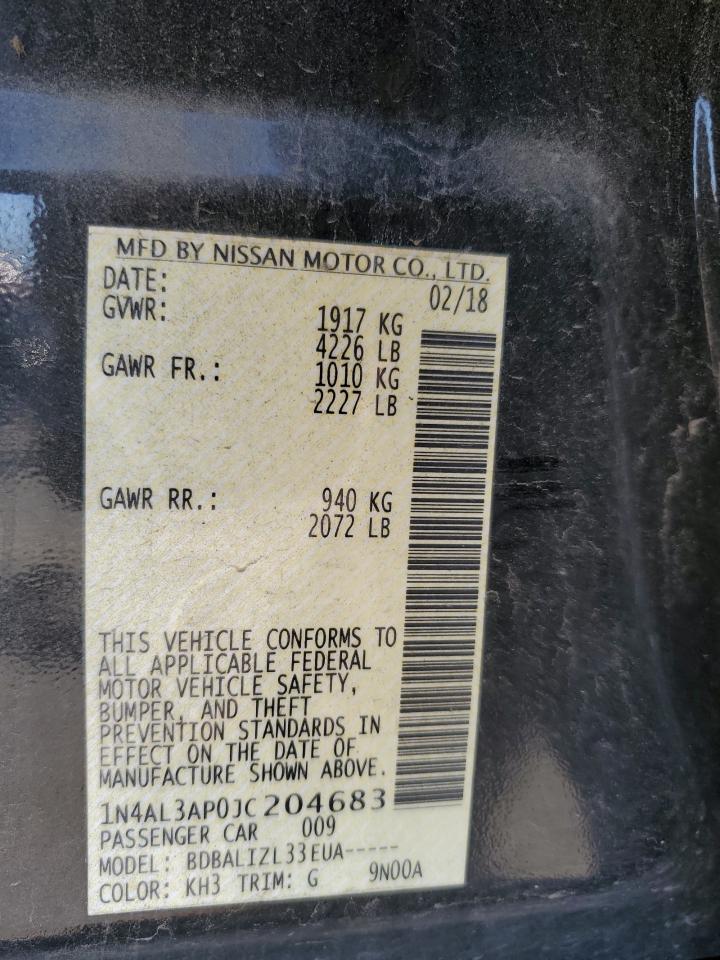 MFD BY NISSAN MOTOR CO., LTD.
DATE: 02/18
GVWR: 1917 KG
4226 LB
GAWR FR.: 1010 KG
2227 LB
GAWR RR.: 940 KG
2072 LB
THIS VEHICLE CONFORMS TO
ALL APPLICABLE FEDERAL
MOTOR VEHICLE SAFETY,
BUMPER, AND THEFT
PREVENTION STANDARDS IN
EFFECT ON THE DATE OF
MANUFACTURE SHOWN ABOVE.
1N4AL3AP0JC204683
PASSENGER CAR 009
MODEL: BDBALIZL33EUA-----
COLOR: KH3 TRIM: G 9N00A